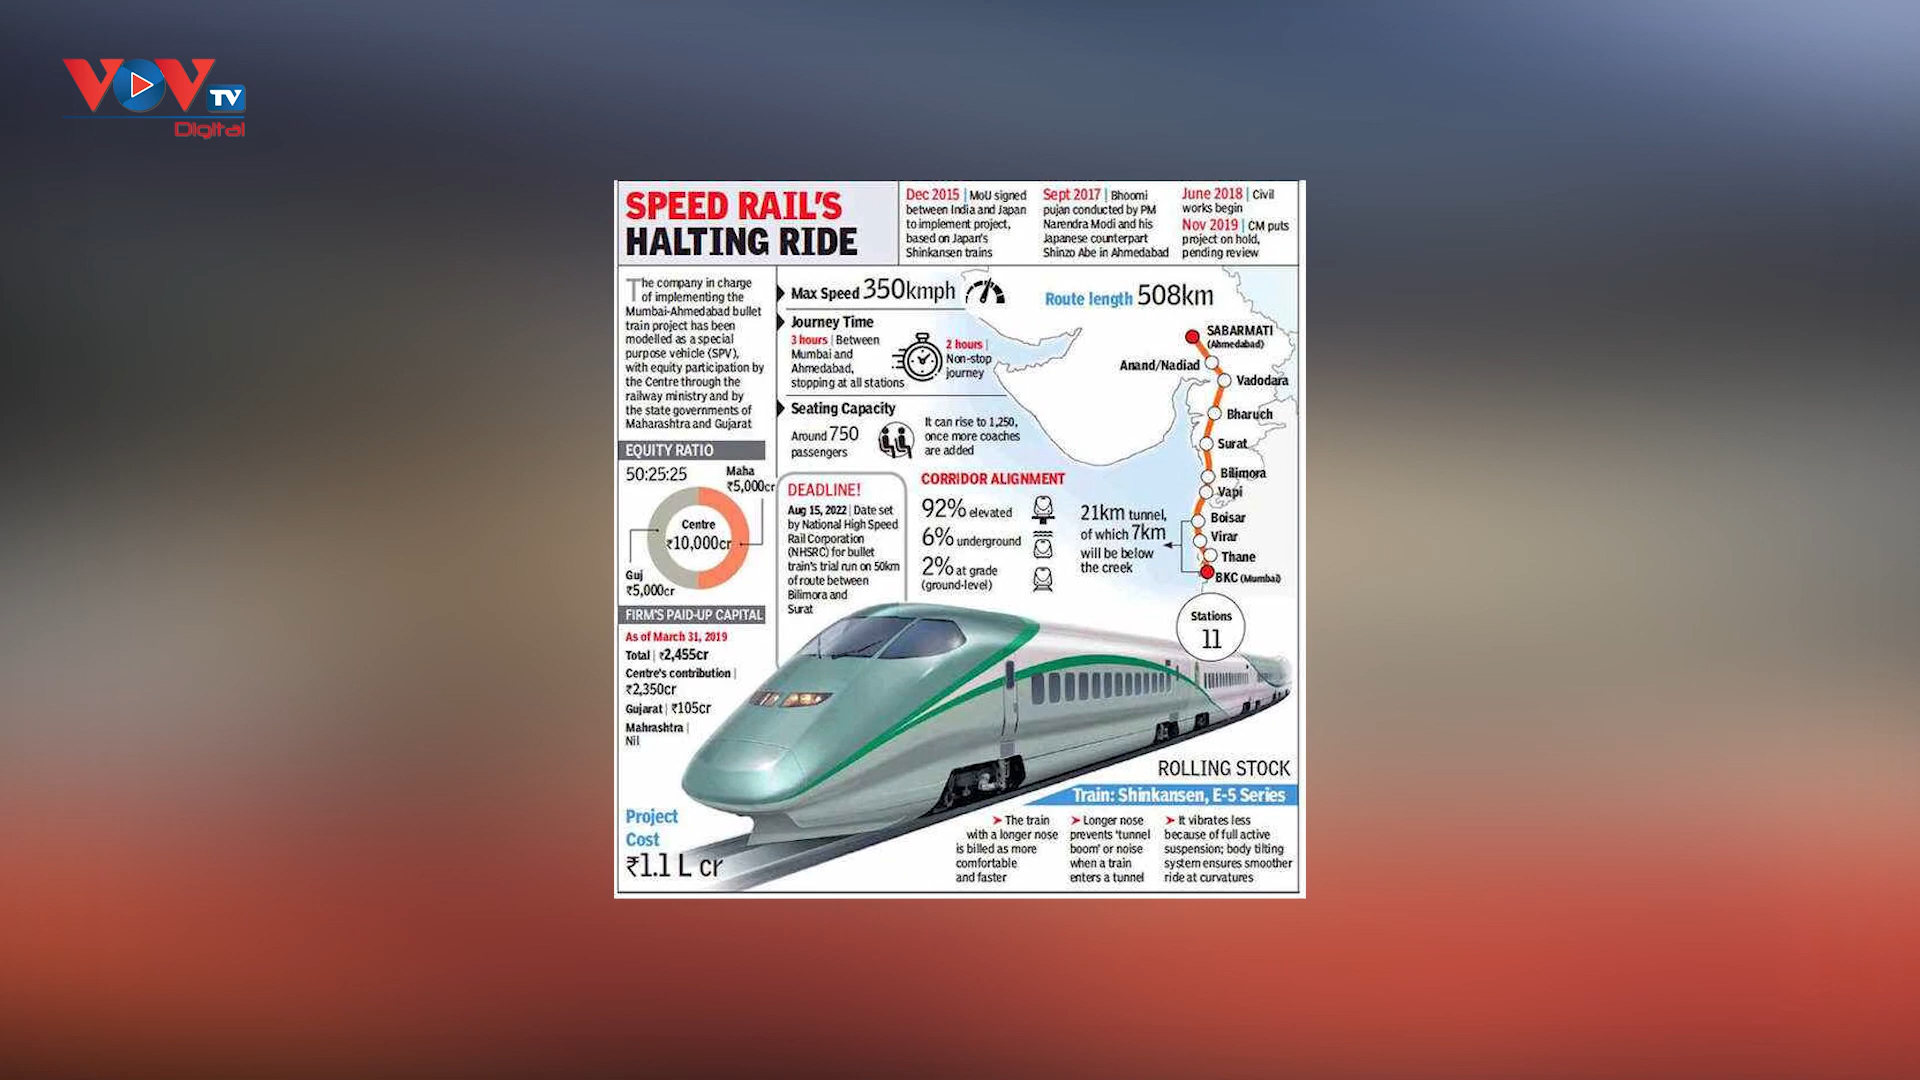 VOV TV
Digital
SPEED RAIL'S
HALTING RIDE
Dec 2015 | MoU signed
between India and Japan
to implement project,
based on Japan's
Shinkansen trains
Sept 2017 | Bhoomi
pujan conducted by PM
Narendra Modi and his
Japanese counterpart
Shinzo Abe in Ahmedabad
June 2018 | Civil
works begin
Nov 2019 | CM puts
project on hold,
pending review
The company in charge
of implementing the
Mumbai-Ahmedabad bullet
train project has been
modelled as a special
purpose vehicle (SPV),
with equity participation by
the Centre through the
railway ministry and by
the state governments of
Maharashtra and Gujarat
EQUITY RATIO
50:25:25
Maha
₹5,000cr
Centre
₹10,000cr
Guj
₹5,000cr
FIRM'S PAID-UP CAPITAL
As of March 31, 2019
Total | ₹2,455cr
Centre's contribution |
₹2,350cr
Gujarat | ₹105cr
Mahrashtra |
Nil
Project
Cost
₹1.1 L cr
Max Speed 350kmph
Journey Time
3 hours | Between
Mumbai and
Ahmedabad,
stopping at all stations
2 hours |
Non-stop
journey
Seating Capacity
Around 750
passengers
It can rise to 1,250,
once more coaches
are added
DEADLINE!
Aug 15, 2022 | Date set
by National High Speed
Rail Corporation
(NHSRC) for bullet
train's trial run on 50km
of route between
Bilimora and
Surat
CORRIDOR ALIGNMENT
92% elevated
6% underground
2% at grade
(ground-level)
21km tunnel,
of which 7km
will be below
the creek
Route length 508km
SABARMATI
(Ahmedabad)
Anand/Nadiad
Vadodara
Bharuch
Surat
Bilimora
Vapi
Boisar
Virar
Thane
BKC (Mumbai)
Stations
11
ROLLING STOCK
Train: Shinkansen, E-5 Series
➤ The train
with a longer nose
is billed as more
comfortable
and faster
➤ Longer nose
prevents 'tunnel
boom' or noise
when a train
enters a tunnel
➤ It vibrates less
because of full active
suspension; body tilting
system ensures smoother
ride at curvatures